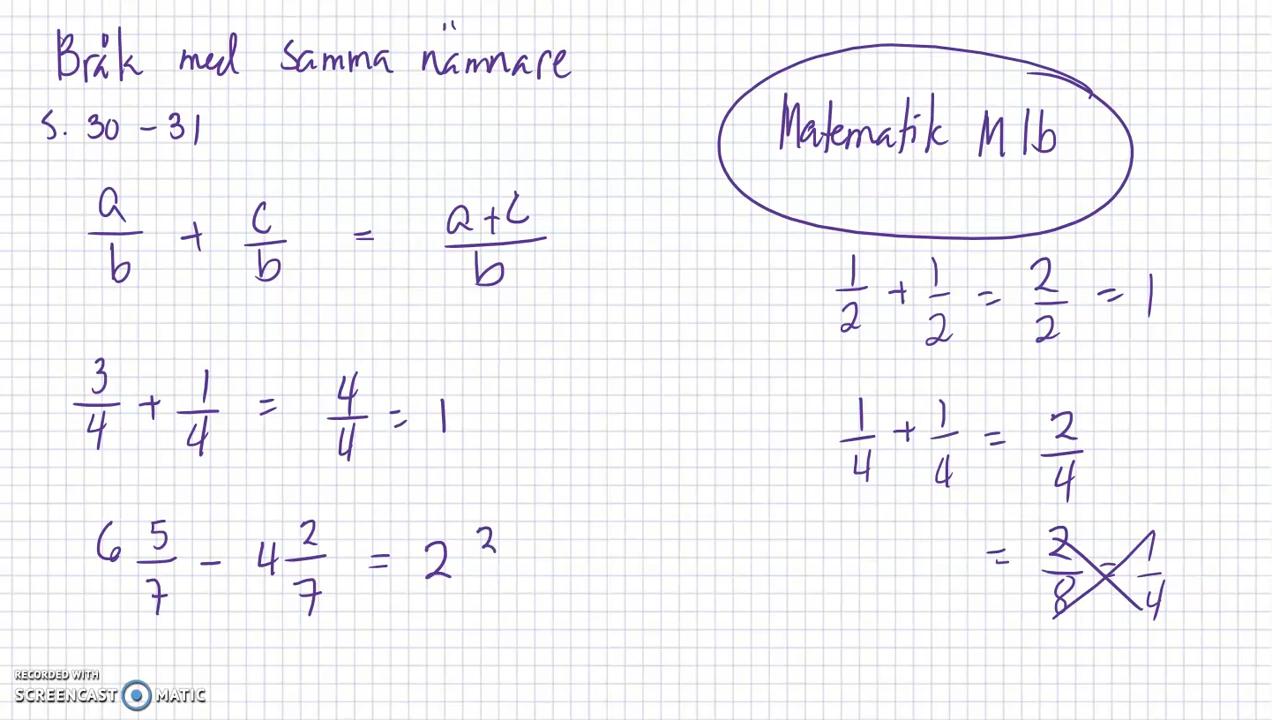 Bråk med samma nämnare
s. 30 - 31
a/b + c/b = a+c/b
3/4 + 1/4 = 4/4 = 1
6 5/7 - 4 2/7 = 2 2
Matematik M1b
1/2 + 1/2 = 2/2 = 1
1/4 + 1/4 = 2/4
= 2/8 = 1/4
RECORDED WITH
SCREENCAST MATIC